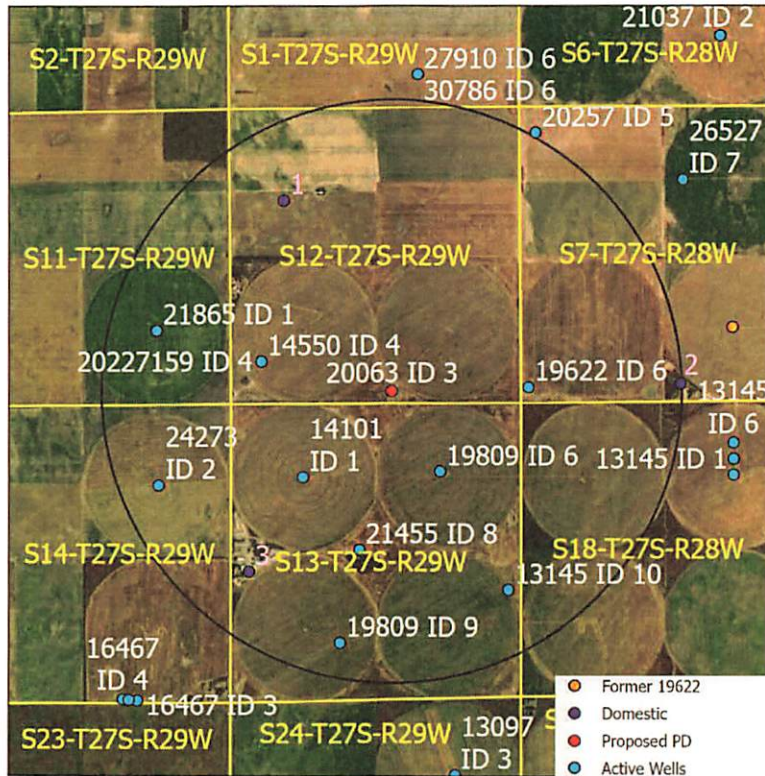 21037 ID 2
S2-T27S-R29W
S1-T27S-R29W
S6-T27S-R28W
27910 ID 6
30786 ID 6
20257 ID 5
26527
ID 7
1
S11-T27S-R29W
S12-T27S-R29W
S7-T27S-R28W
21865 ID 1
20227159 ID 4
14550 ID 4
20063 ID 3
19622 ID 6
2
13145
ID 6
24273
ID 2
14101
ID 1
19809 ID 6
13145 ID 1
21455 ID 8
S14-T27S-R29W
3
S13-T27S-R29W
S18-T27S-R28W
13145 ID 10
19809 ID 9
16467
ID 4
16467 ID 3
S23-T27S-R29W
S24-T27S-R29W
S
13097
ID 3
Former 19622
Domestic
Proposed PD
Active Wells